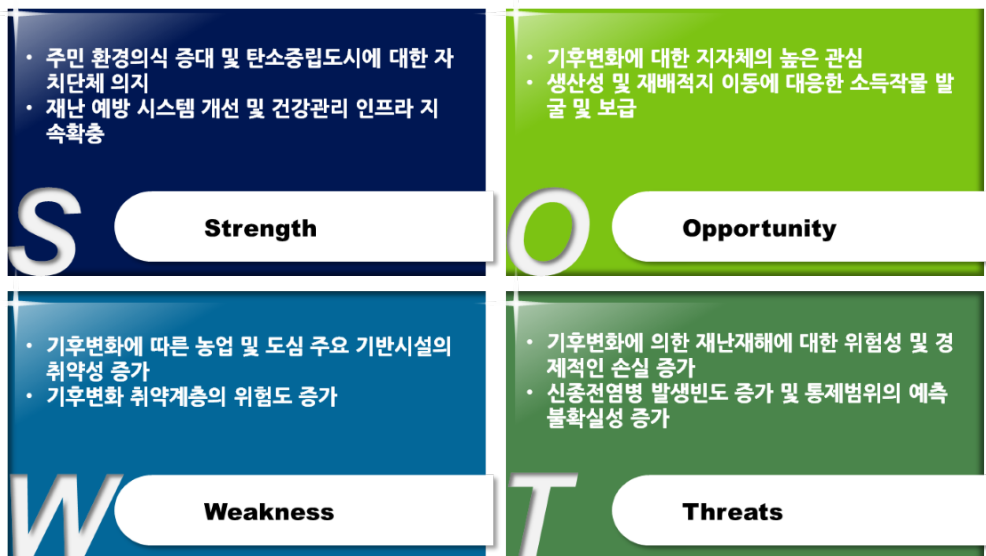 • 주민 환경의식 증대 및 탄소중립도시에 대한 자
치단체 의지
• 재난 예방 시스템 개선 및 건강관리 인프라 지
속확충
S
Strength
• 기후변화에 대한 지자체의 높은 관심
• 생산성 및 재배적지 이동에 대응한 소득작물 발
굴 및 보급
O
Opportunity
• 기후변화에 따른 농업 및 도심 주요 기반시설의
취약성 증가
• 기후변화 취약계층의 위험도 증가
W
Weakness
• 기후변화에 의한 재난재해에 대한 위험성 및 경
제적인 손실 증가
• 신종전염병 발생빈도 증가 및 통제범위의 예측
불확실성 증가
T
Threats